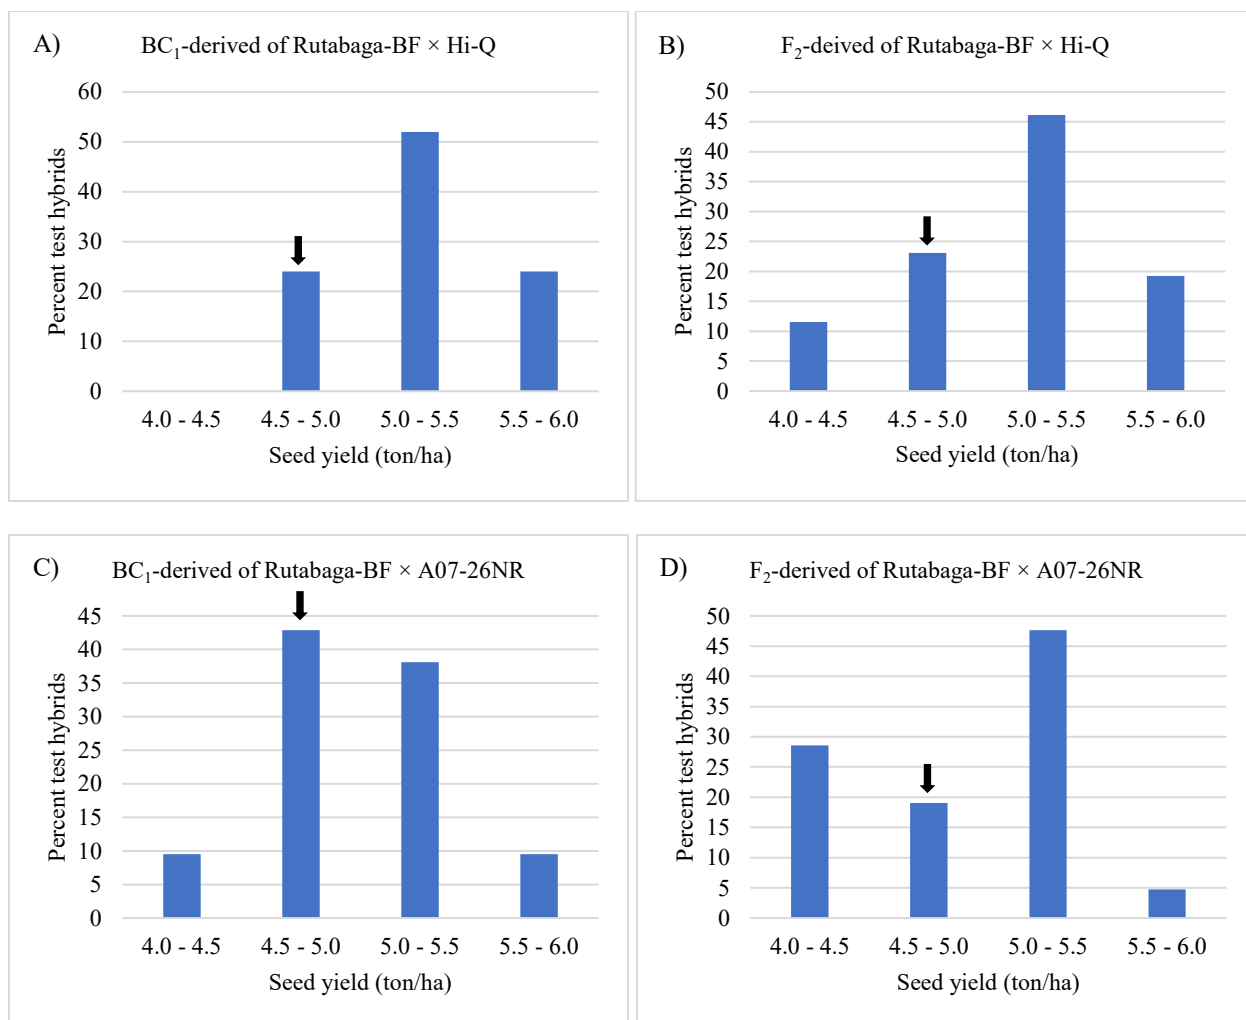 A) BC₁-derived of Rutabaga-BF × Hi-Q
Percent test hybrids
60
50
40
30
20
10
0
4.0 - 4.5 4.5 - 5.0 5.0 - 5.5 5.5 - 6.0
Seed yield (ton/ha)
B) F₂-deived of Rutabaga-BF × Hi-Q
Percent test hybrids
50
45
40
35
30
25
20
15
10
5
0
4.0 - 4.5 4.5 - 5.0 5.0 - 5.5 5.5 - 6.0
Seed yield (ton/ha)
C) BC₁-derived of Rutabaga-BF × A07-26NR
Percent test hybrids
45
40
35
30
25
20
15
10
5
0
4.0 - 4.5 4.5 - 5.0 5.0 - 5.5 5.5 - 6.0
Seed yield (ton/ha)
D) F₂-derived of Rutabaga-BF × A07-26NR
Percent test hybrids
50
45
40
35
30
25
20
15
10
5
0
4.0 - 4.5 4.5 - 5.0 5.0 - 5.5 5.5 - 6.0
Seed yield (ton/ha)